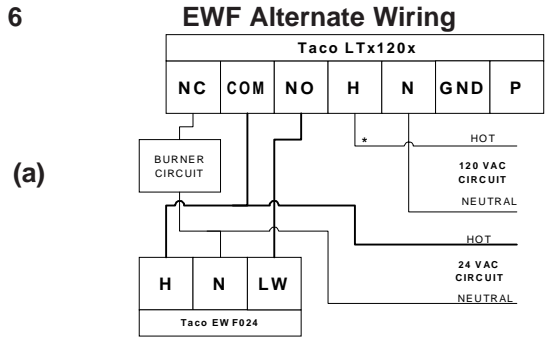 6 EWF Alternate Wiring
Taco LTx120x
NC COM NO H N GND P
* HOT
BURNER
CIRCUIT
120 VAC
CIRCUIT
(a)
NEUTRAL
HOT
24 VAC
CIRCUIT
H N LW
NEUTRAL
Taco EWF024